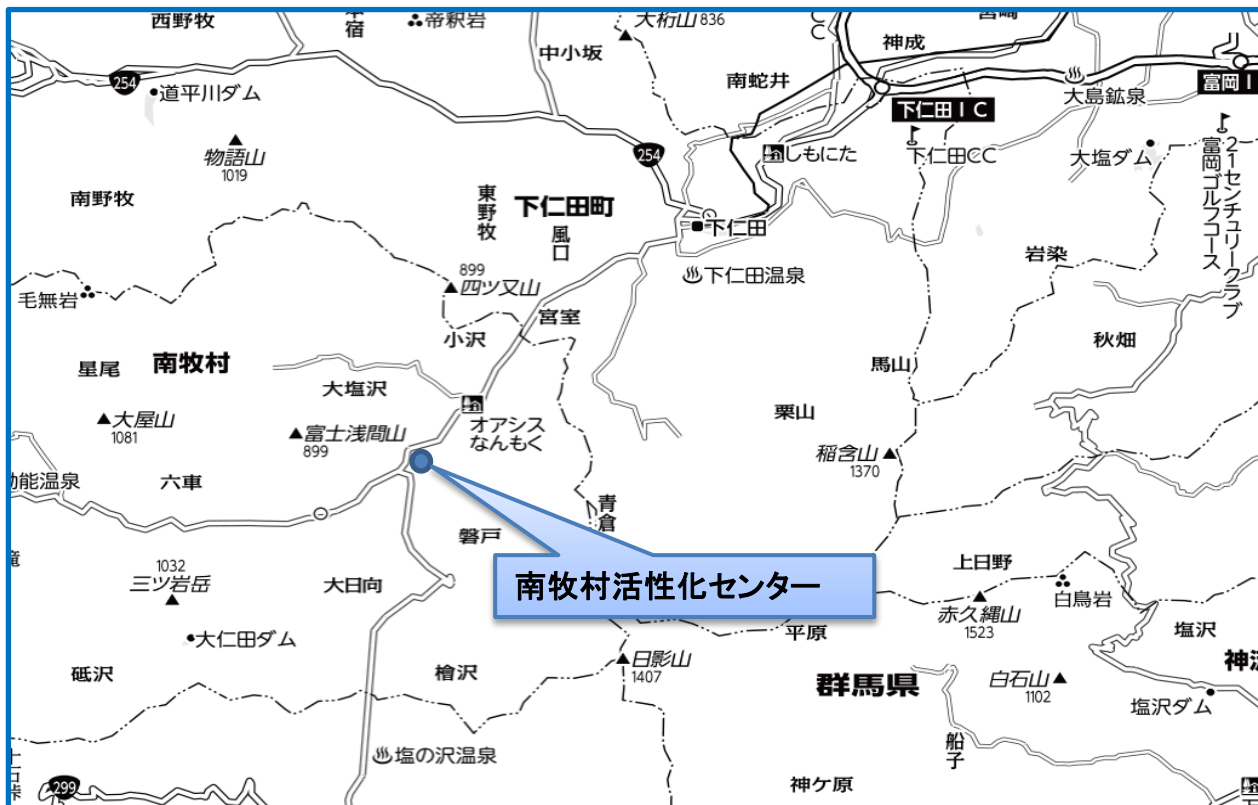 西野牧
本宿
帝釈岩
大桁山 836
中小坂
神成
南蛇井
254
道平川ダム
大島鉱泉
下仁田IC
下仁田CC
大塩ダム
21センチュリークラブ
富岡ゴルフコース
物語山
1019
254
しもにた
南野牧
東野牧
下仁田町
風口
下仁田
岩染
899
四ツ又山
下仁田温泉
毛無岩
宮室
小沢
秋畑
星尾
南牧村
馬山
大塩沢
栗山
大屋山
1081
富士浅間山
899
オアシス
なんもく
稲含山
1370
六車
青倉
磐戸
上日野
1032
三ツ岩岳
大日向
南牧村活性化センター
白鳥岩
赤久縄山
1523
平原
塩沢
大仁田ダム
砥沢
檜沢
日影山
1407
群馬県
白石山
1102
塩沢ダム
船子
塩の沢温泉
299
神ケ原